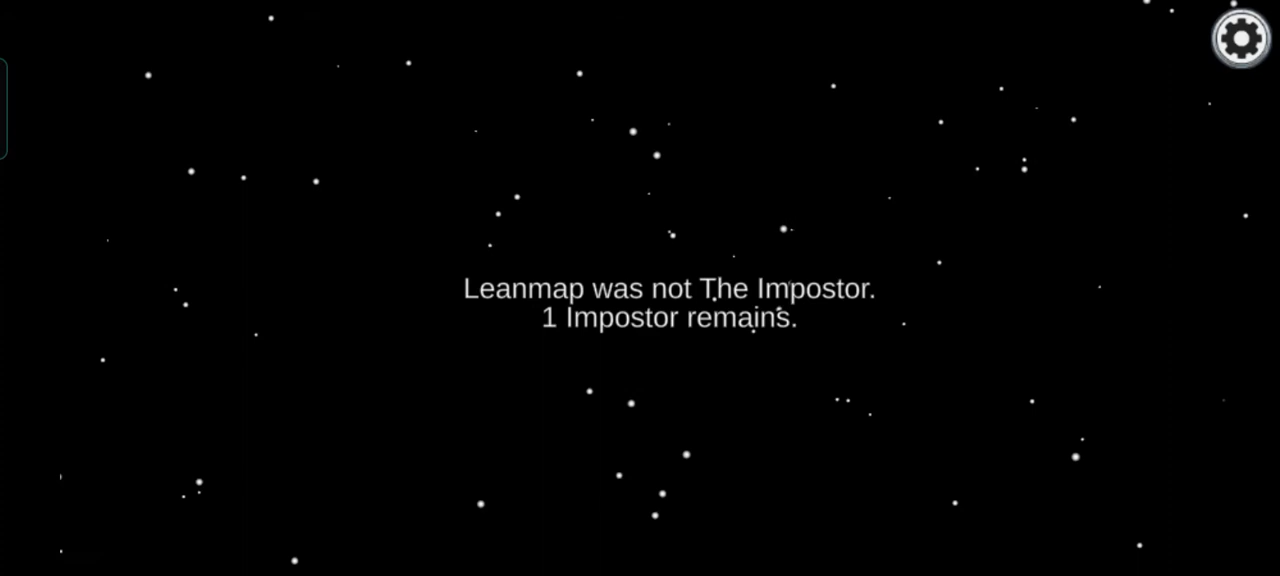 Leanmap was not The Impostor.
1 Impostor remains.